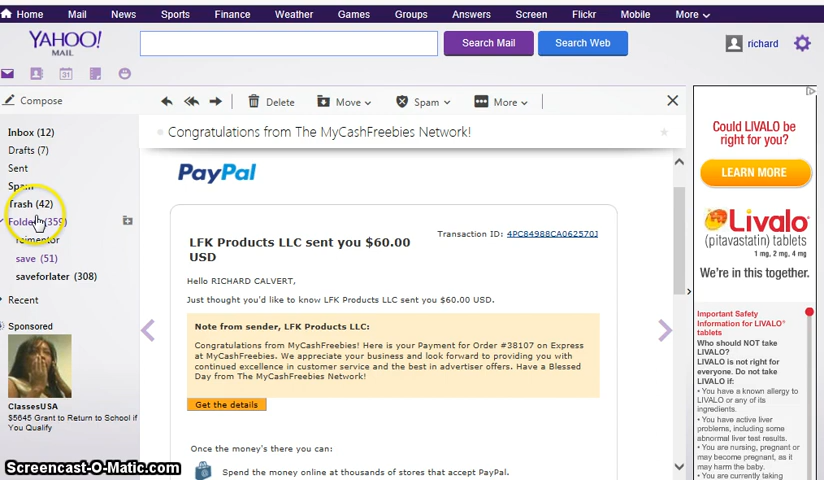 Home Mail News Sports Finance Weather Games Groups Answers Screen Flickr Mobile More
YAHOO!
MAIL
Search Mail
Search Web
richard
31
Compose
Delete
Move
Spam
More
Congratulations from The MyCashFreebies Network!
Inbox (12)
Drafts (7)
Sent
Spam
Trash (42)
Folders (359)
reimentor
save (51)
saveforlater (308)
Recent
Sponsored
ClassesUSA
$5645 Grant to Return to School if
You Qualify
PayPal
LFK Products LLC sent you $60.00
USD
Transaction ID: 4PC84988CA062570J
Hello RICHARD CALVERT,
Just thought you'd like to know LFK Products LLC sent you $60.00 USD.
Note from sender, LFK Products LLC:
Congratulations from MyCashFreebies! Here is your Payment for Order #38107 on Express
at MyCashFreebies. We appreciate your business and look forward to providing you with
continued excellence in customer service and the best in advertiser offers. Have a Blessed
Day from The MyCashFreebies Network!
Get the details
Once the money's there you can:
Spend the money online at thousands of stores that accept PayPal.
Could LIVALO be
right for you?
LEARN MORE
Livalo
(pitavastatin) tablets
1 mg, 2 mg, 4 mg
We're in this together.
Important Safety
Information for LIVALO®
tablets
Who should NOT take
LIVALO?
LIVALO is not right for
everyone. Do not take
LIVALO if:
• You have a known allergy
to LIVALO or any of its
ingredients.
• You have active liver
problems, including some
abnormal liver test results.
• You are nursing, pregnant
or may become pregnant, as
it may harm the baby.
• You are currently taking
Screencast-O-Matic.com